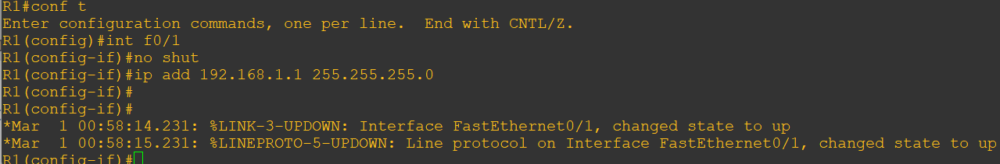 R1#conf t
Enter configuration commands, one per line.  End with CNTL/Z.
R1(config)#int f0/1
R1(config-if)#no shut
R1(config-if)#ip add 192.168.1.1 255.255.255.0
R1(config-if)#
R1(config-if)#
*Mar  1 00:58:14.231: %LINK-3-UPDOWN: Interface FastEthernet0/1, changed state to up
*Mar  1 00:58:15.231: %LINEPROTO-5-UPDOWN: Line protocol on Interface FastEthernet0/1, changed state to up
R1(config-if)#